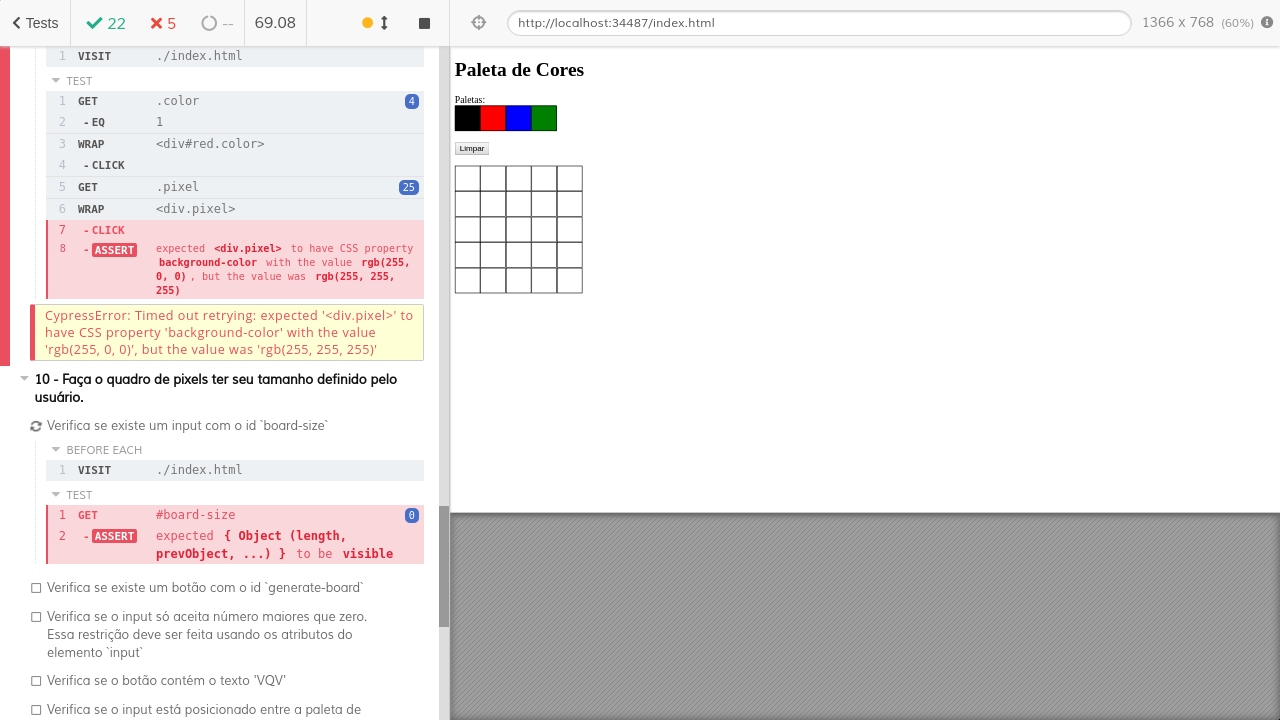 Tests 22 5 -- 69.08
http://localhost:34487/index.html 1366 x 768 (60%)
1 VISIT ./index.html
TEST
1 GET .color 4
2 - EQ 1
3 WRAP <div#red.color>
4 - CLICK
5 GET .pixel 25
6 WRAP <div.pixel>
7 - CLICK
8 - ASSERT expected <div.pixel> to have CSS property
background-color with the value rgb(255,
0, 0) , but the value was rgb(255, 255,
255)
CypressError: Timed out retrying: expected '<div.pixel>' to
have CSS property 'background-color' with the value
'rgb(255, 0, 0)', but the value was 'rgb(255, 255, 255)'
10 - Faça o quadro de pixels ter seu tamanho definido pelo
usuário.
Verifica se existe um input com o id `board-size`
BEFORE EACH
1 VISIT ./index.html
TEST
1 GET #board-size 0
2 - ASSERT expected { Object (length,
prevObject, ...) } to be visible
Verifica se existe um botão com o id `generate-board`
Verifica se o input só aceita número maiores que zero.
Essa restrição deve ser feita usando os atributos do
elemento `input`
Verifica se o botão contém o texto 'VQV'
Verifica se o input está posicionado entre a paleta de
Paleta de Cores
Paletas:
Limpar